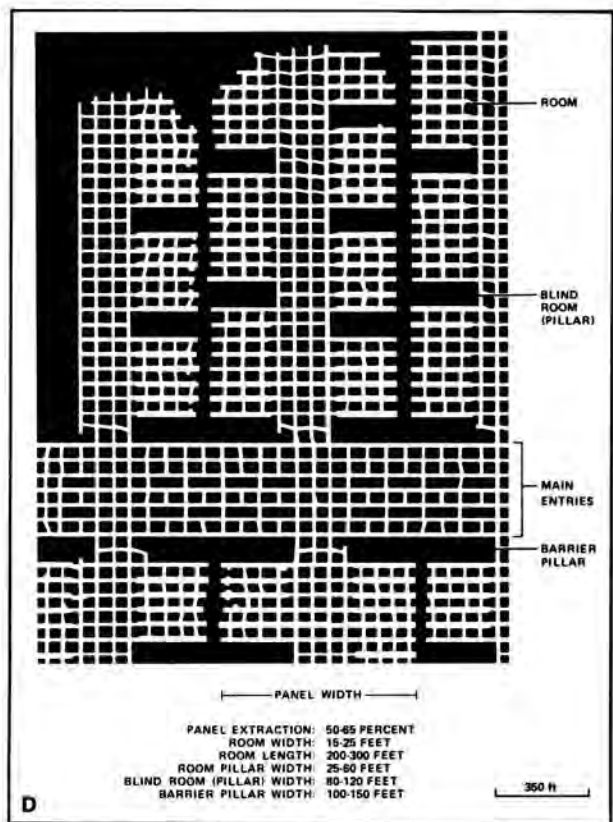 ROOM
BLIND
ROOM
(PILLAR)
MAIN
ENTRIES
BARRIER
PILLAR
PANEL WIDTH
PANEL EXTRACTION: 50-65 PERCENT
ROOM WIDTH: 15-25 FEET
ROOM LENGTH: 200-300 FEET
ROOM PILLAR WIDTH: 25-60 FEET
BLIND ROOM (PILLAR) WIDTH: 80-120 FEET
BARRIER PILLAR WIDTH: 100-150 FEET
D
350 ft